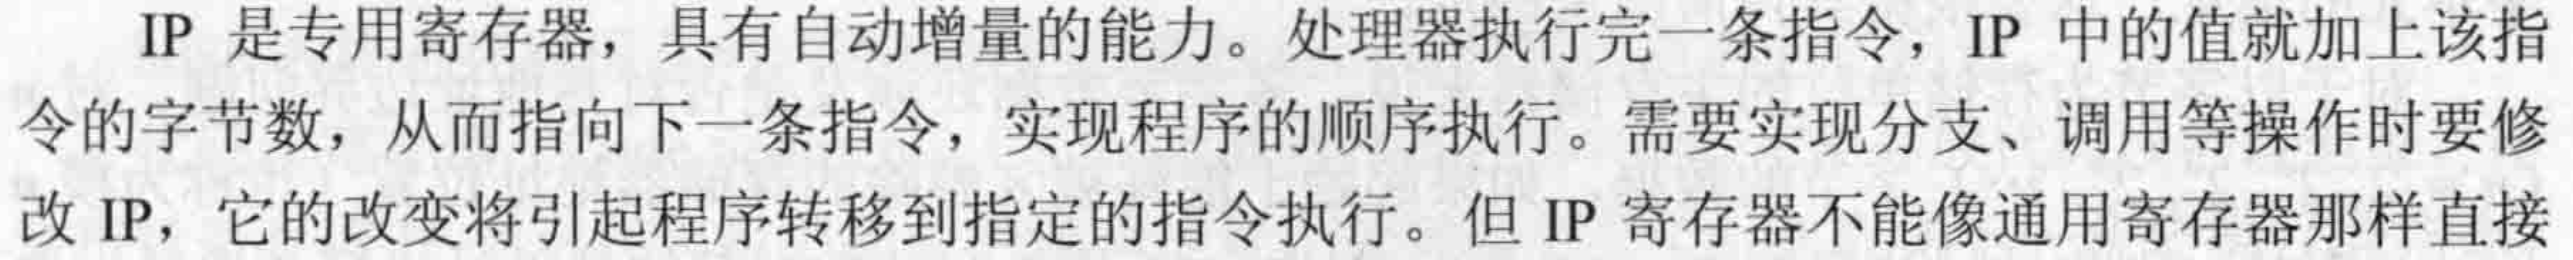 IP 是专用寄存器，具有自动增量的能力。处理器执行完一条指令，IP 中的值就加上该指
令的字节数，从而指向下一条指令，实现程序的顺序执行。需要实现分支、调用等操作时要修
改 IP，它的改变将引起程序转移到指定的指令执行。但 IP 寄存器不能像通用寄存器那样直接